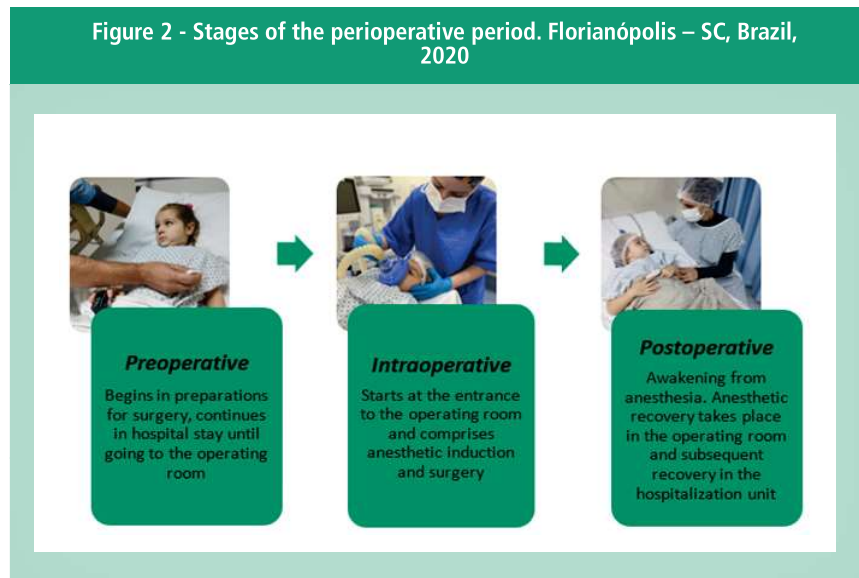 Figure 2 - Stages of the perioperative period. Florianópolis – SC, Brazil,
2020
Preoperative
Begins in preparations
for surgery, continues
in hospital stay until
going to the operating
room
Intraoperative
Starts at the entrance
to the operating room
and comprises
anesthetic induction
and surgery
Postoperative
Awakening from
anesthesia. Anesthetic
recovery takes place
in the operating room
and subsequent
recovery in the
hospitalization unit